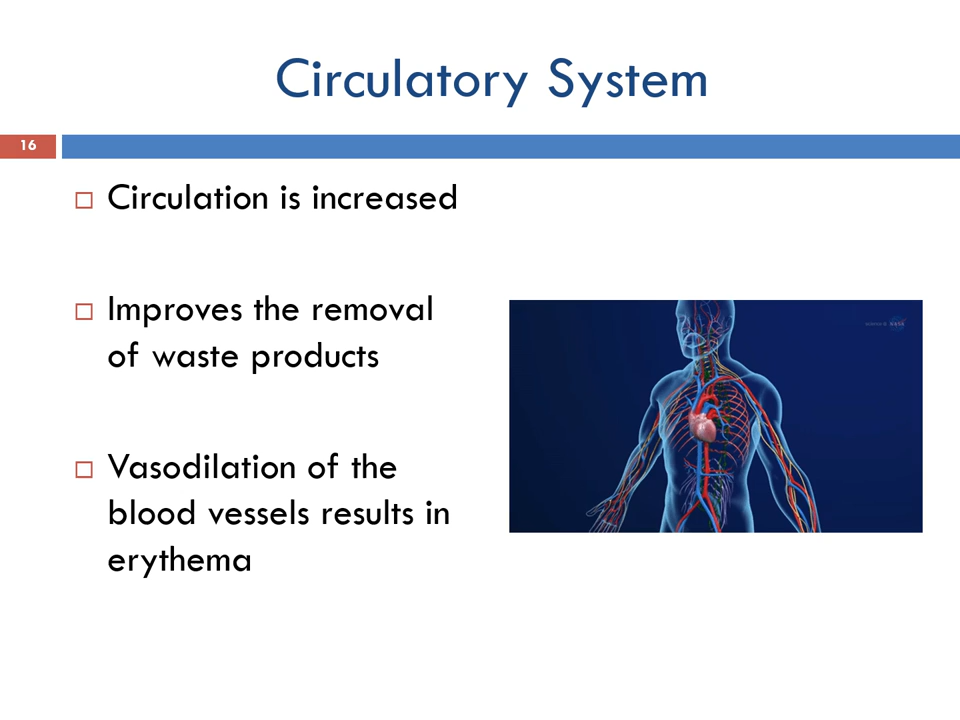 Circulatory System
16
Circulation is increased
Improves the removal
of waste products
Vasodilation of the
blood vessels results in
erythema